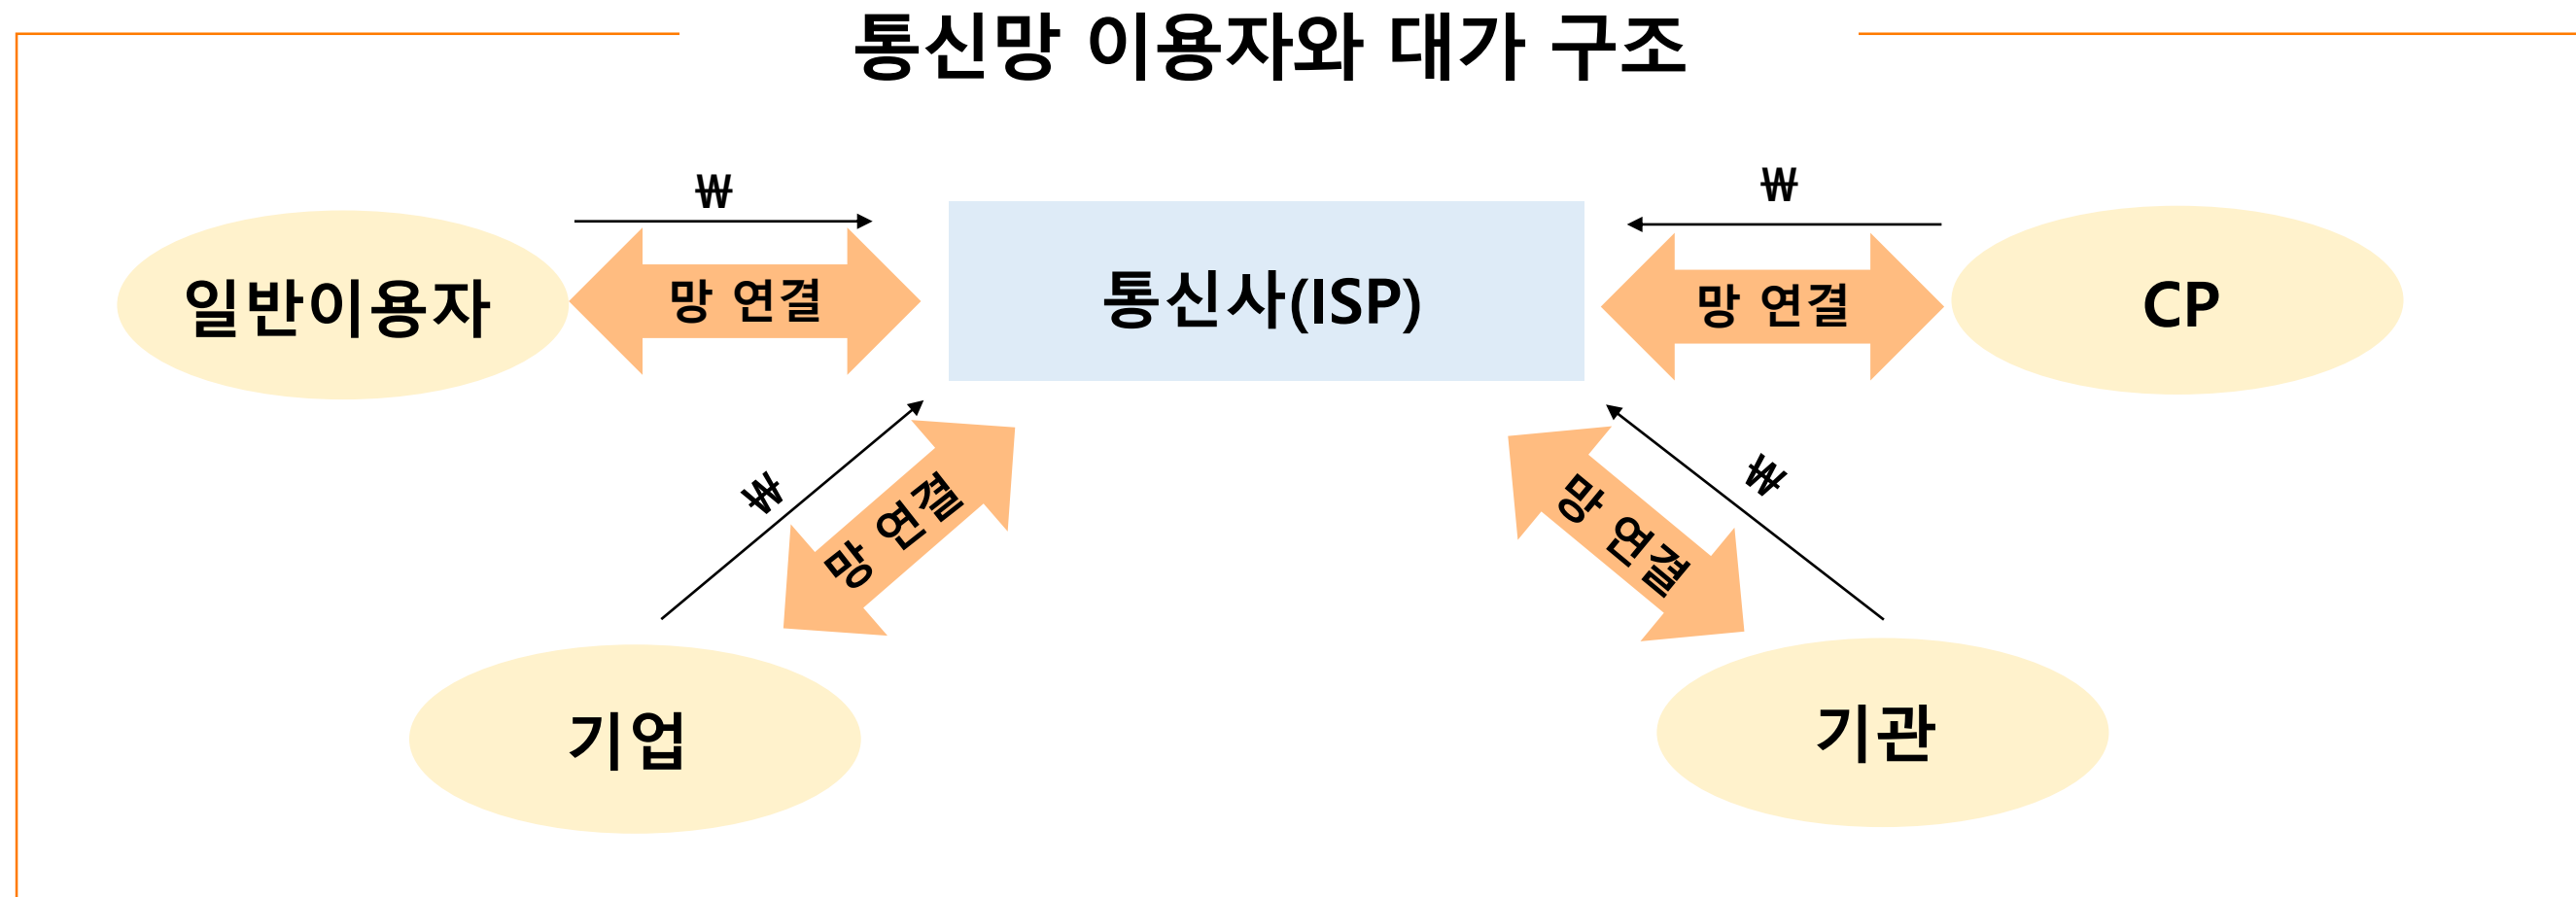 통신망 이용자와 대가 구조
₩
₩
일반이용자
망 연결
통신사(ISP)
망 연결
CP
₩
망 연결
망 연결
₩
기업
기관